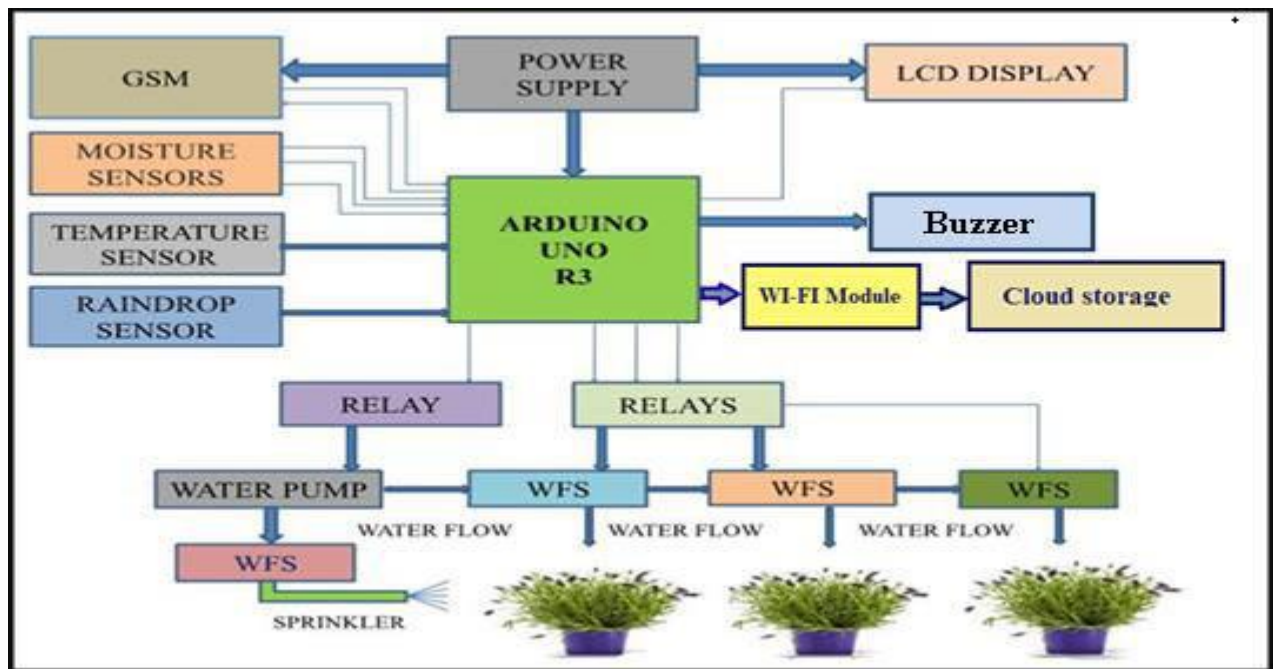 GSM
POWER
SUPPLY
LCD DISPLAY
MOISTURE
SENSORS
TEMPERATURE
SENSOR
RAINDROP
SENSOR
ARDUINO
UNO
R3
Buzzer
WI-FI Module
Cloud storage
RELAY
RELAYS
WATER PUMP
WFS
WFS
WFS
WATER FLOW
WATER FLOW
WATER FLOW
WFS
SPRINKLER